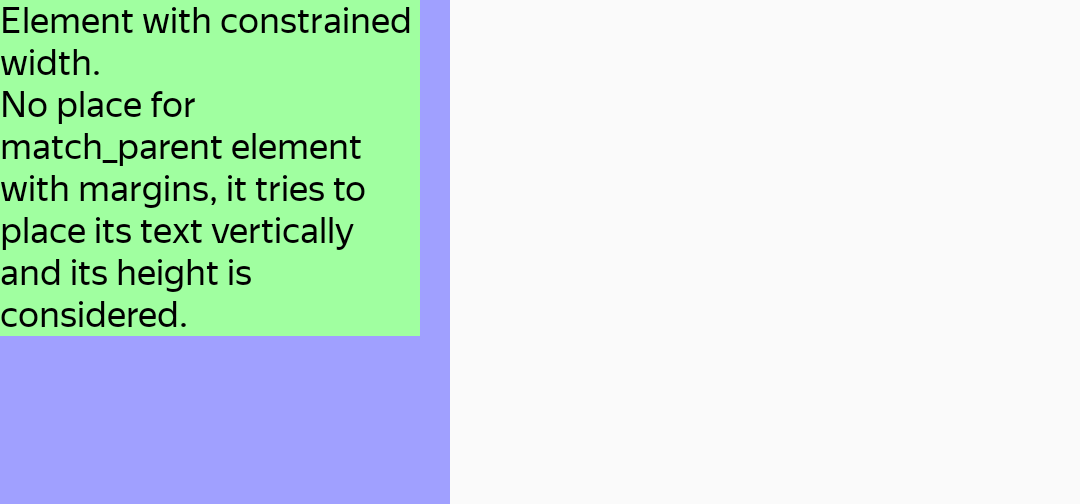 Element with constrained
width.
No place for
match_parent element
with margins, it tries to
place its text vertically
and its height is
considered.